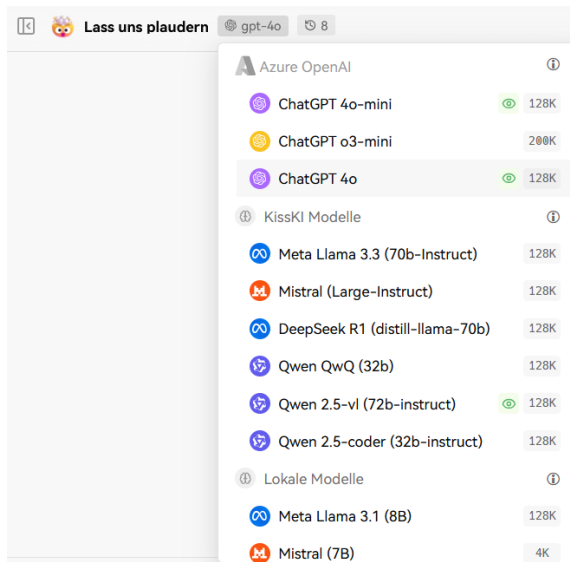 Lass uns plaudern gpt-4o 8
Azure OpenAI
ChatGPT 4o-mini 128K
ChatGPT o3-mini 200K
ChatGPT 4o 128K
KissKI Modelle
Meta Llama 3.3 (70b-Instruct) 128K
Mistral (Large-Instruct) 128K
DeepSeek R1 (distill-llama-70b) 128K
Qwen QwQ (32b) 128K
Qwen 2.5-vl (72b-instruct) 128K
Qwen 2.5-coder (32b-instruct) 128K
Lokale Modelle
Meta Llama 3.1 (8B) 128K
Mistral (7B) 4K